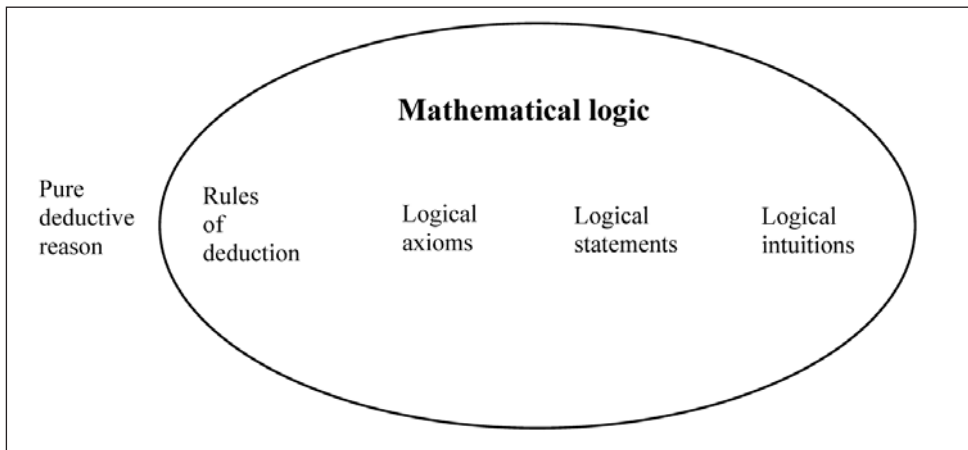 Mathematical logic
Pure
deductive
reason
Rules
of
deduction
Logical
axioms
Logical
statements
Logical
intuitions